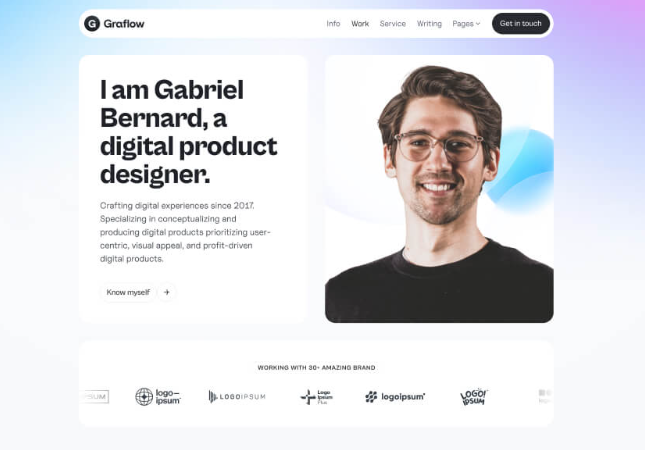 G Graflow
Info Work Service Writing Pages Get in touch
I am Gabriel
Bernard, a
digital product
designer.
Crafting digital experiences since 2017.
Specializing in conceptualizing and
producing digital products prioritizing user-
centric, visual appeal, and profit-driven
digital products.
Know myself
WORKING WITH 30+ AMAZING BRAND
logo
ipsum
LOGOIPSUM
Logo
Ipsum
logoipsum
LOGO!
IPSUM